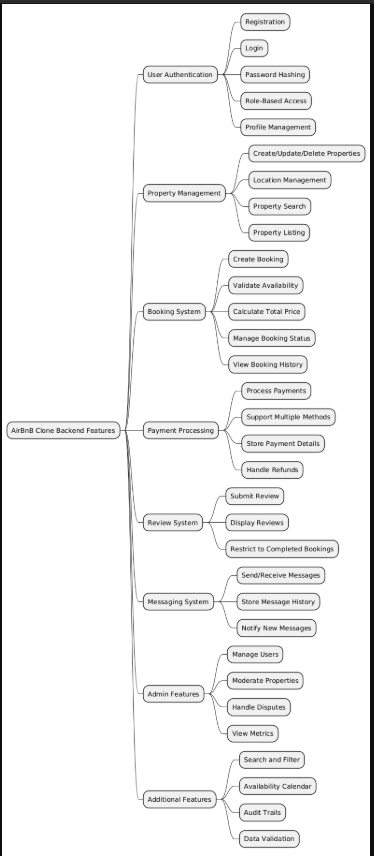 AirBnB Clone Backend Features
User Authentication
Registration
Login
Password Hashing
Role-Based Access
Profile Management
Property Management
Create/Update/Delete Properties
Location Management
Property Search
Property Listing
Booking System
Create Booking
Validate Availability
Calculate Total Price
Manage Booking Status
View Booking History
Payment Processing
Process Payments
Support Multiple Methods
Store Payment Details
Handle Refunds
Review System
Submit Review
Display Reviews
Restrict to Completed Bookings
Messaging System
Send/Receive Messages
Store Message History
Notify New Messages
Admin Features
Manage Users
Moderate Properties
Handle Disputes
View Metrics
Additional Features
Search and Filter
Availability Calendar
Audit Trails
Data Validation